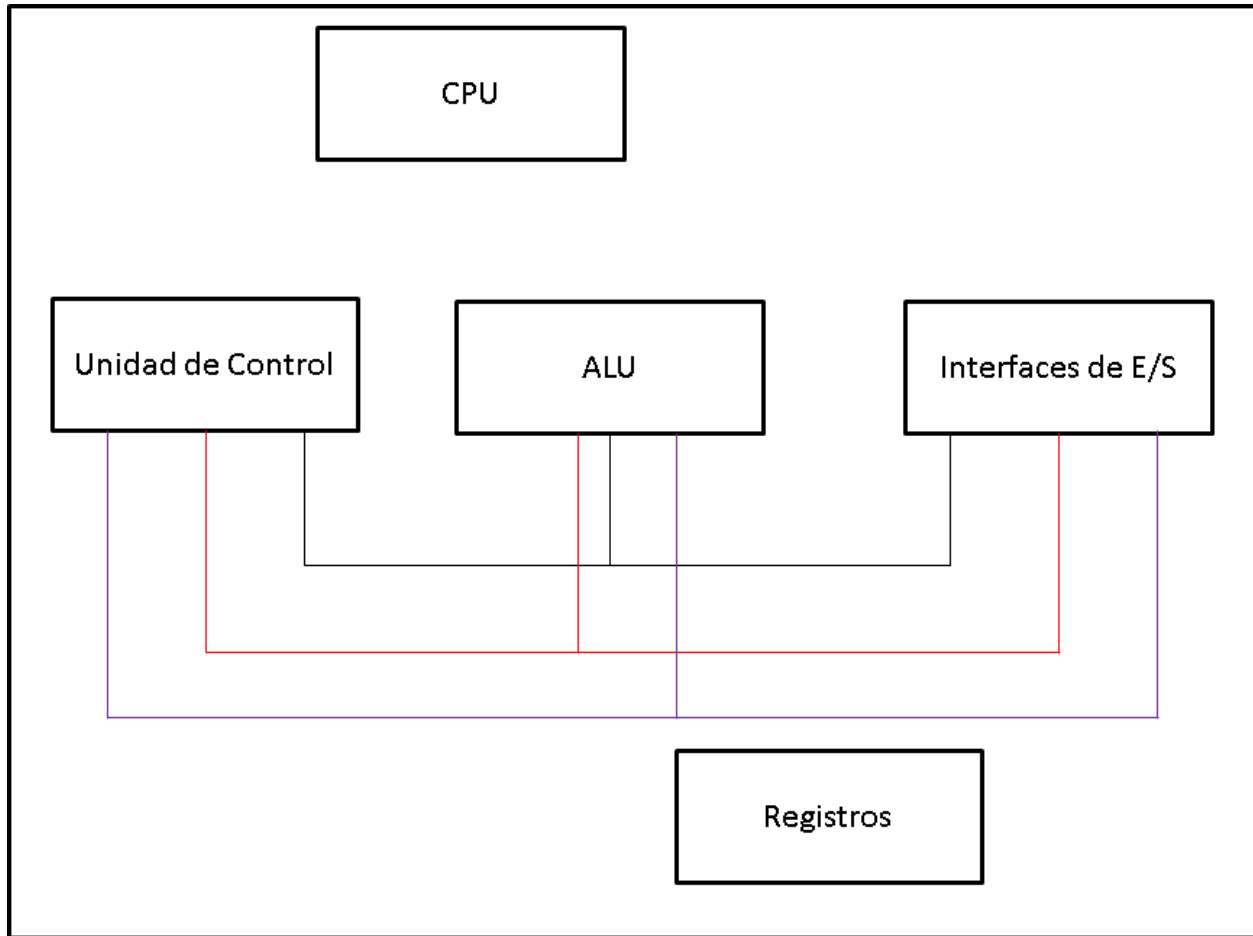 CPU
Unidad de Control
ALU
Interfaces de E/S
Registros